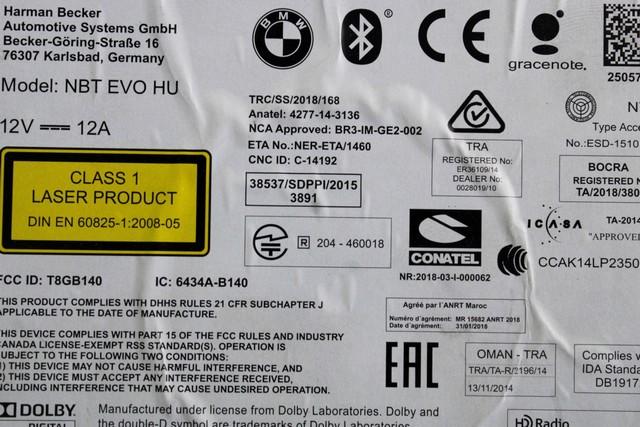 Harman Becker
Automotive Systems GmbH
Becker-Göring-Straße 16
76307 Karlsbad, Germany
BMW
®
CE
gracenote.
25057
Model: NBT EVO HU
12V 12A
CLASS 1
LASER PRODUCT
DIN EN 60825-1:2008-05
TRC/SS/2018/168
Anatel: 4277-14-3136
NCA Approved: BR3-IM-GE2-002
ETA No.:NER-ETA/1460
CNC ID: C-14192
38537/SDPPI/2015
3891
R 204 - 460018
TRA
REGISTERED No:
ER36109/14
DEALER No:
0028019/10
Type Acce
No.:ESD-1510
BOCRA
REGISTERED N
TA/2018/380
CONATEL
NR:2018-03-I-000062
ICASA
TA-2014
"APPROVE
CCAK14LP2350
FCC ID: T8GB140 IC: 6434A-B140
THIS PRODUCT COMPLIES WITH DHHS RULES 21 CFR SUBCHAPTER J
APPLICABLE TO THE DATE OF MANUFACTURE.
THIS DEVICE COMPLIES WITH PART 15 OF THE FCC RULES AND INDUSTRY
CANADA LICENSE-EXEMPT RSS STANDARD(S). OPERATION IS
SUBJECT TO THE FOLLOWING TWO CONDITIONS:
1) THIS DEVICE MAY NOT CAUSE HARMFUL INTERFERENCE, AND
2) THIS DEVICE MUST ACCEPT ANY INTERFERENCE RECEIVED,
INCLUDING INTERFERENCE THAT MAY CAUSE UNDESIRED OPERATION.
Agréé par l'ANRT Maroc
Numéro d'agrément: MR 15682 ANRT 2018
Date d'agrément: 31/01/2018
EAC
OMAN - TRA
TRA/TA-R/2196/14
13/11/2014
Complies w
IDA Standa
DB1917
DOLBY
DIGITAL
Manufactured under license from Dolby Laboratories. Dolby and
the double-D symbol are trademarks of Dolby Laboratories.
HD Radio